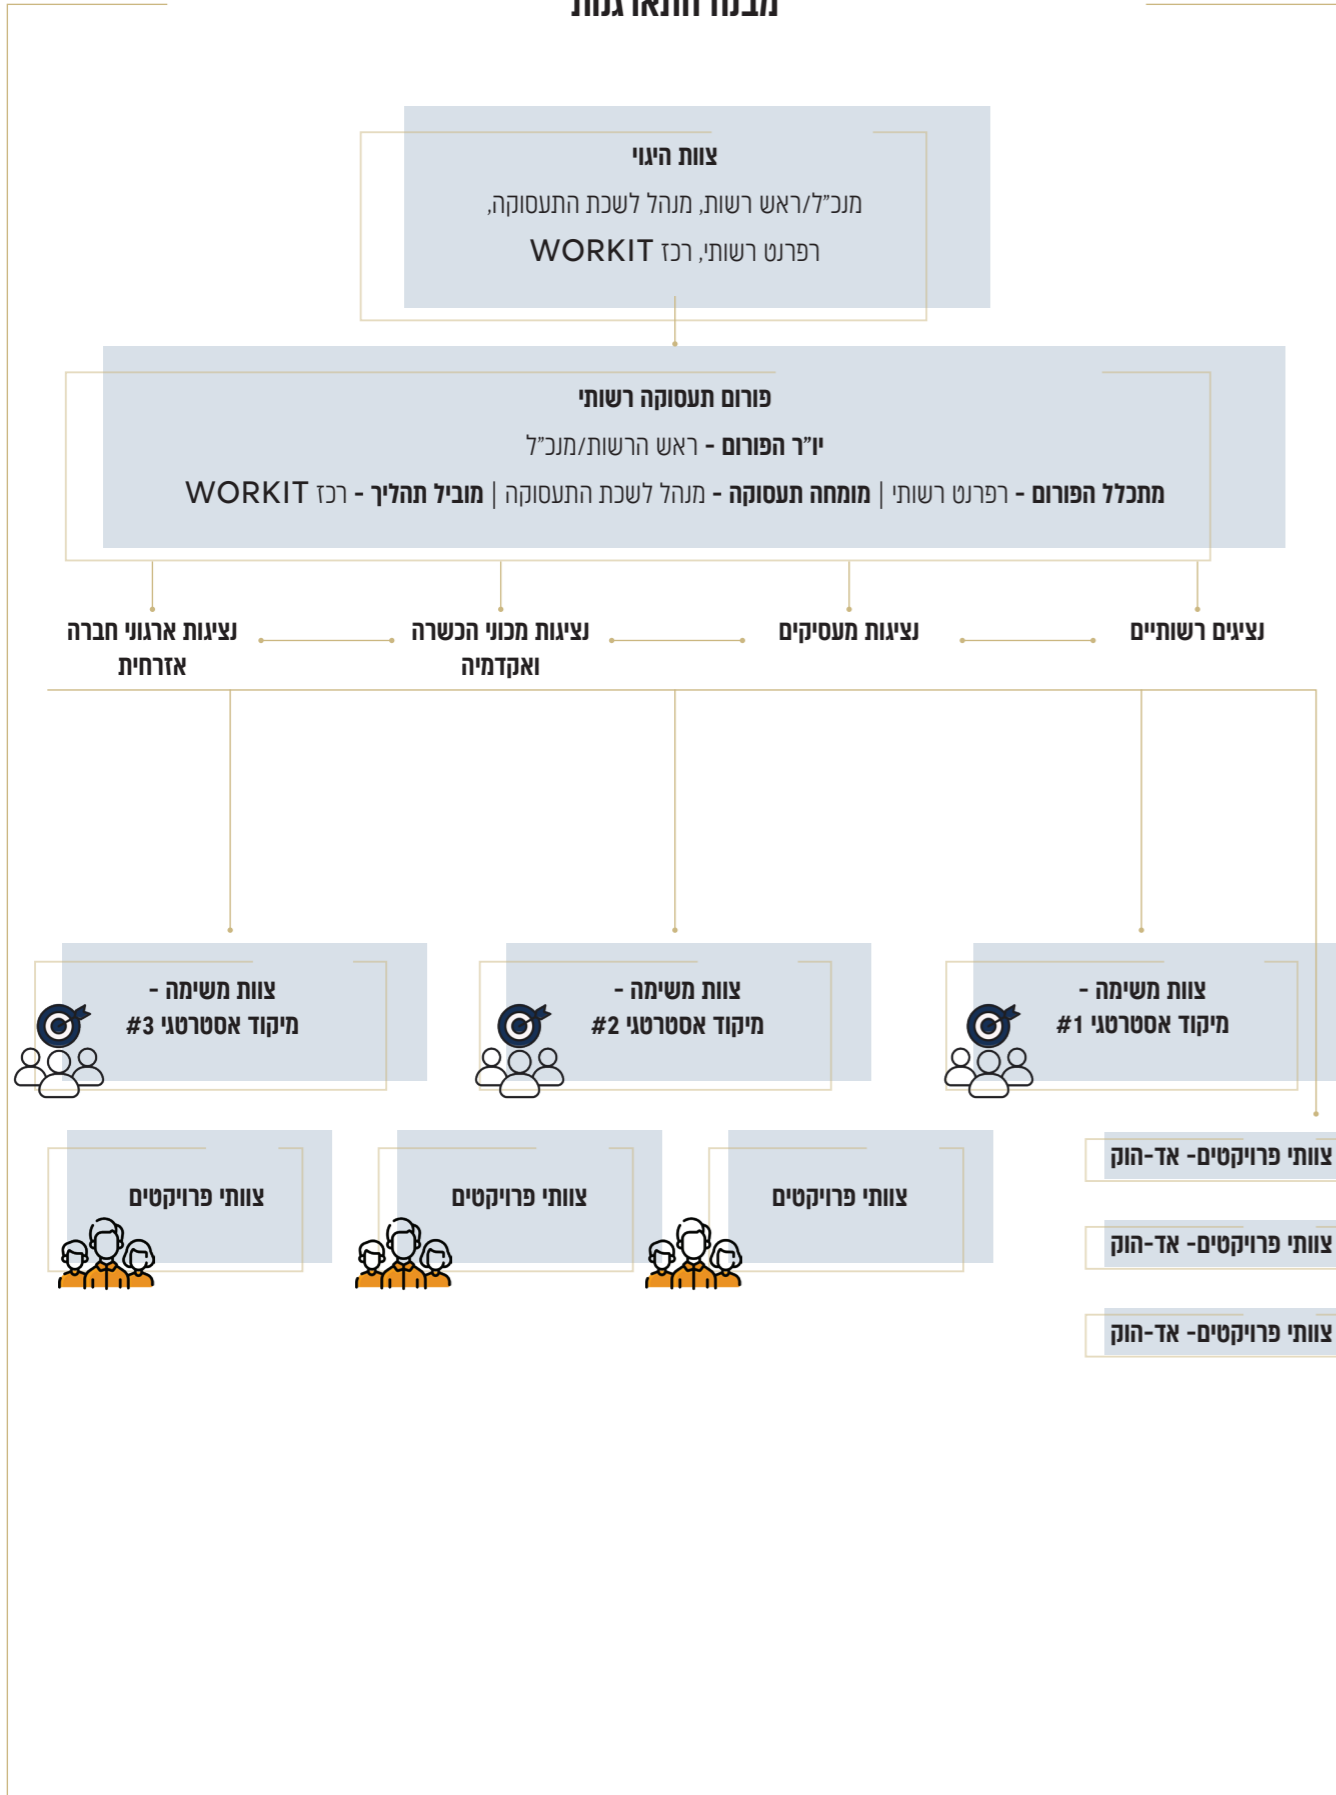 מבנה התארגנות
צוות היגוי
מנכ"ל/ראש רשות, מנהל לשכת התעסוקה,
רפרנט רשותי, רכז WORKIT
פורום תעסוקה רשותי
יו"ר הפורום - ראש הרשות/מנכ"ל
מתכלל הפורום - רפרנט רשותי | מומחה תעסוקה - מנהל לשכת התעסוקה | מוביל תהליך - רכז WORKIT
נציגים רשותיים
נציגות מעסיקים
נציגות מכוני הכשרה
ואקדמיה
נציגות ארגוני חברה
אזרחית
צוות משימה -
מיקוד אסטרטגי 1#
צוות משימה -
מיקוד אסטרטגי 2#
צוות משימה -
מיקוד אסטרטגי 3#
צוותי פרויקטים- אד-הוק
צוותי פרויקטים- אד-הוק
צוותי פרויקטים- אד-הוק
צוותי פרויקטים
צוותי פרויקטים
צוותי פרויקטים